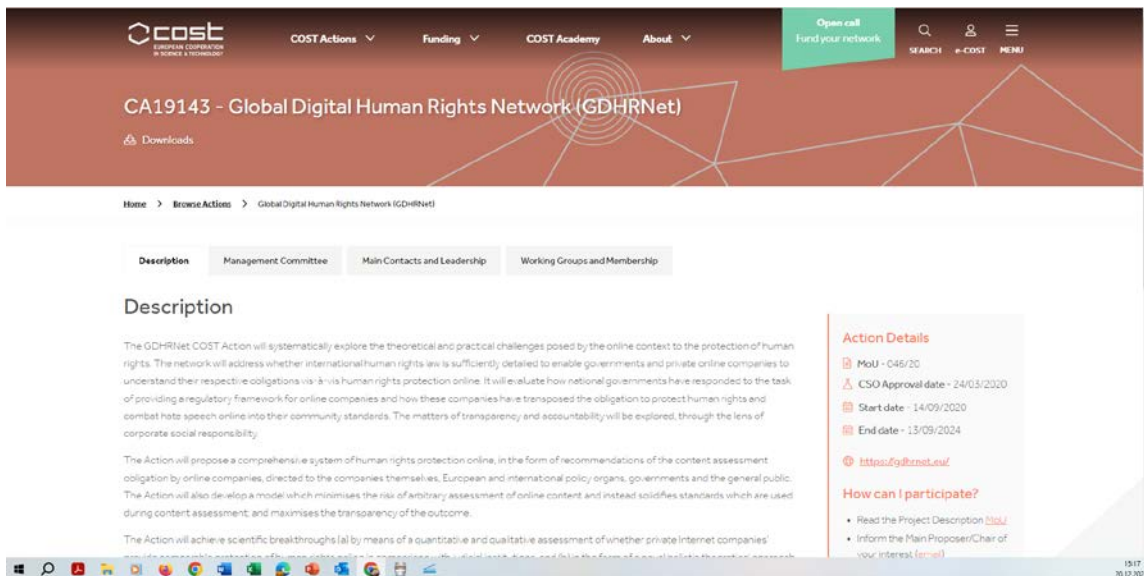 COST
EUROPEAN COOPERATION
IN SCIENCE & TECHNOLOGY
COST Actions
Funding
COST Academy
About
Open call
Fund your network
SEARCH
e-COST
MENU
CA19143 - Global Digital Human Rights Network (GDHRNet)
Downloads
Home > Browse Actions > Global Digital Human Rights Network (GDHRNet)
Description
Management Committee
Main Contacts and Leadership
Working Groups and Membership
Description
The GDHRNet COST Action will systematically explore the theoretical and practical challenges posed by the online context to the protection of human
rights. The network will address whether international human rights law is sufficiently detailed to enable governments and private online companies to
understand their respective obligations vis-à-vis human rights protection online. It will evaluate how national governments have responded to the task
of providing a regulatory framework for online companies and how these companies have transposed the obligation to protect human rights and
combat hate speech online into their community standards. The matters of transparency and accountability will be explored, through the lens of
corporate social responsibility.
The Action will propose a comprehensive system of human rights protection online, in the form of recommendations of the content assessment
obligation by online companies, directed to the companies themselves, European and international policy organs, governments and the general public.
The Action will also develop a model which minimises the risk of arbitrary assessment of online content and instead solidifies standards which are used
during content assessment; and maximises the transparency of the outcome.
The Action will achieve scientific breakthroughs (a) by means of a quantitative and qualitative assessment of whether private Internet companies'
Action Details
MoU - 046/20
CSO Approval date - 24/03/2020
Start date - 14/09/2020
End date - 13/09/2024
https://gdhrnet.eu/
How can I participate?
• Read the Project Description MoU
• Inform the Main Proposer/Chair of
your interest (email)
15:17